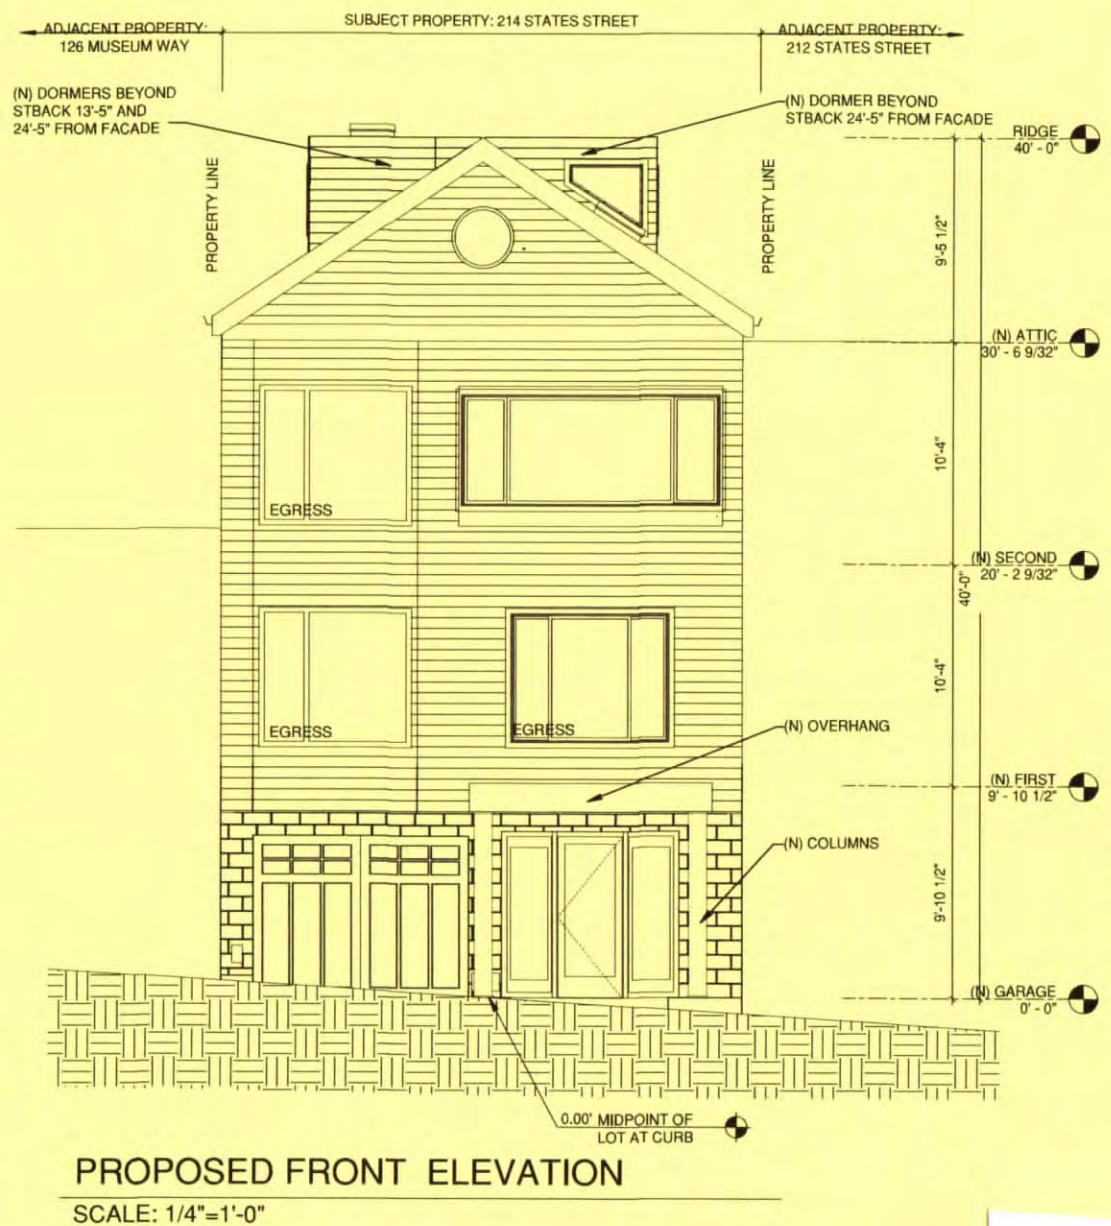 SUBJECT PROPERTY: 214 STATES STREET
ADJACENT PROPERTY:
126 MUSEUM WAY
ADJACENT PROPERTY:
212 STATES STREET
(N) DORMERS BEYOND
STBACK 13'-5" AND
24'-5" FROM FACADE
(N) DORMER BEYOND
STBACK 24'-5" FROM FACADE
RIDGE
40' - 0"
PROPERTY LINE
PROPERTY LINE
9'-5 1/2"
(N) ATTIC
30' - 6 9/32"
10'-4"
EGRESS
(N) SECOND
20' - 2 9/32"
40'-0"
10'-4"
EGRESS
EGRESS
(N) OVERHANG
(N) FIRST
9' - 10 1/2"
(N) COLUMNS
9'-10 1/2"
(N) GARAGE
0' - 0"
0.00' MIDPOINT OF
LOT AT CURB
PROPOSED FRONT ELEVATION
SCALE: 1/4"=1'-0"